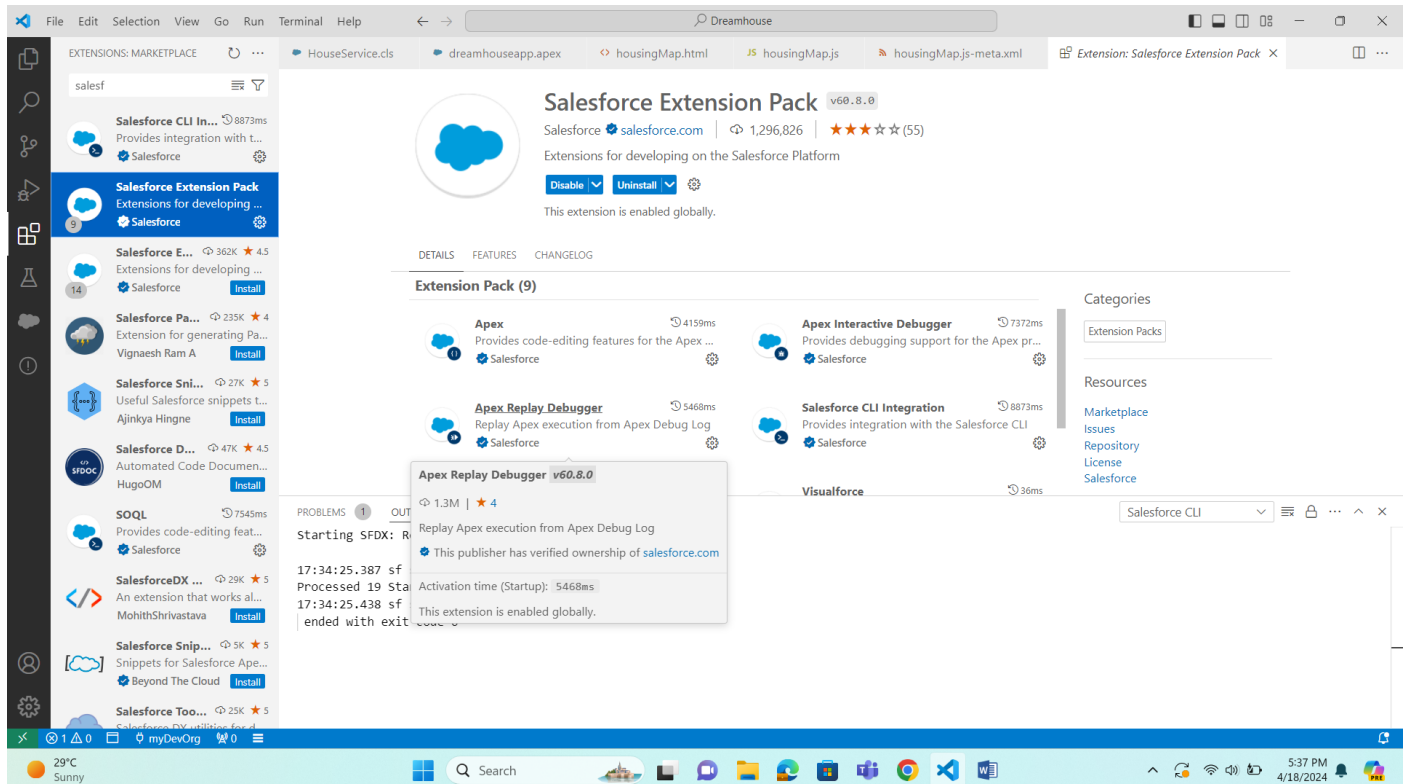 File Edit Selection View Go Run Terminal Help
Dreamhouse
EXTENSIONS: MARKETPLACE
salesf
Salesforce CLI In... 8873ms
Provides integration with t...
Salesforce
9
Salesforce Extension Pack
Extensions for developing ...
Salesforce
14
Salesforce E... 362K ★ 4.5
Extensions for developing ...
Salesforce Install
Salesforce Pa... 235K ★ 4
Extension for generating Pa...
Vignaesh Ram A Install
Salesforce Sni... 27K ★ 5
Useful Salesforce snippets t...
Ajinkya Hingne Install
SFDOC
Salesforce D... 47K ★ 4.5
Automated Code Documen...
HugoOM Install
SOQL 7545ms
Provides code-editing feat...
Salesforce
SalesforceDX ... 29K ★ 5
An extension that works al...
MohithShrivastava Install
Salesforce Snip... 5K ★ 5
Snippets for Salesforce Ape...
Beyond The Cloud Install
Salesforce Too... 25K ★ 5
HouseService.cls dreamhouseapp.apex <> housingMap.html JS housingMap.js housingMap.js-meta.xml Extension: Salesforce Extension Pack
Salesforce Extension Pack v60.8.0
Salesforce salesforce.com 1,296,826 ★★★☆☆ (55)
Extensions for developing on the Salesforce Platform
Disable Uninstall
This extension is enabled globally.
DETAILS FEATURES CHANGELOG
Extension Pack (9)
Apex 4159ms
Provides code-editing features for the Apex ...
Salesforce
Apex Interactive Debugger 7372ms
Provides debugging support for the Apex pr...
Salesforce
Apex Replay Debugger 5468ms
Replay Apex execution from Apex Debug Log
Salesforce
Salesforce CLI Integration 8873ms
Provides integration with the Salesforce CLI
Salesforce
Visualforce 36ms
Categories
Extension Packs
Resources
Marketplace
Issues
Repository
License
Salesforce
Apex Replay Debugger v60.8.0
1.3M | ★ 4
Replay Apex execution from Apex Debug Log
This publisher has verified ownership of salesforce.com
Activation time (Startup): 5468ms
This extension is enabled globally.
PROBLEMS 1 OUT
Salesforce CLI
Starting SFDX: R
17:34:25.387 sf
Processed 19 Sta
17:34:25.438 sf
ended with exit code 0
1 0 myDevOrg 0
29°C
Sunny
Search
5:37 PM
4/18/2024
PRE